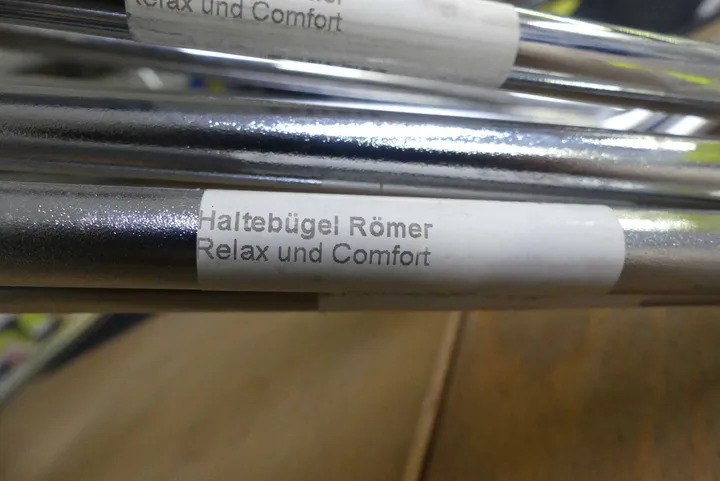 Relax und Comfort
Haltebügel Römer
Relax und Comfort